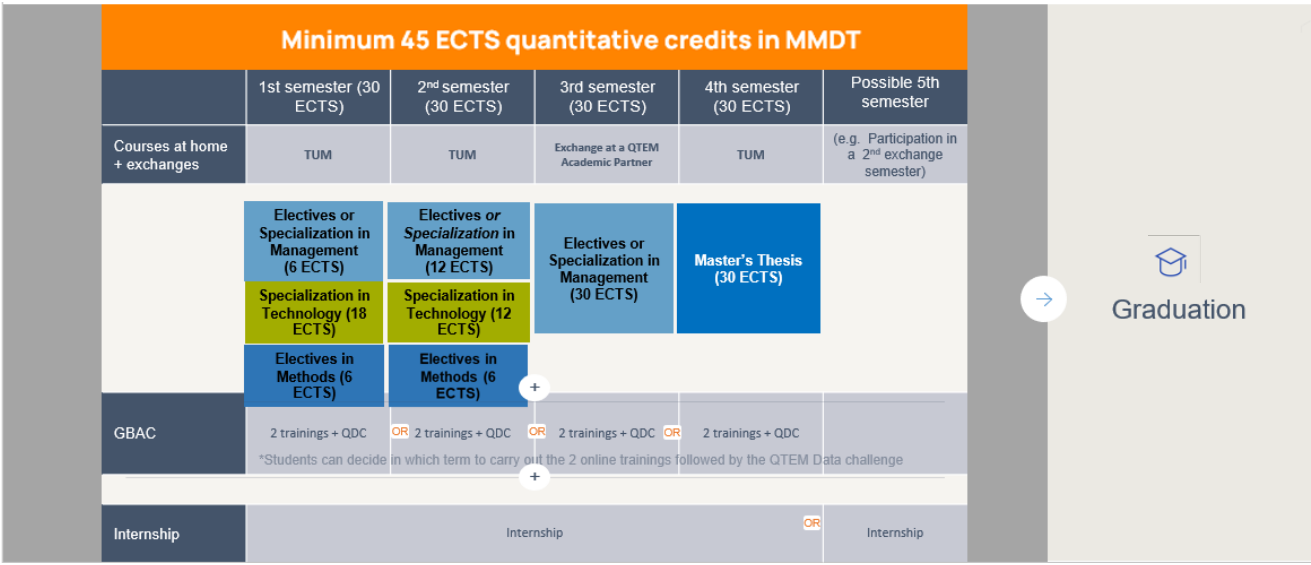 Minimum 45 ECTS quantitative credits in MMDT
1st semester (30
ECTS)
2nd semester
(30 ECTS)
3rd semester
(30 ECTS)
4th semester
(30 ECTS)
Possible 5th
semester
Courses at home
+ exchanges
TUM
TUM
Exchange at a QTEM
Academic Partner
TUM
(e.g. Participation in
a 2nd exchange
semester)
Electives or
Specialization in
Management
(6 ECTS)
Electives or
Specialization in
Management
(12 ECTS)
Electives or
Specialization in
Management
(30 ECTS)
Master's Thesis
(30 ECTS)
Specialization in
Technology (18
ECTS)
Specialization in
Technology (12
ECTS)
Electives in
Methods (6
ECTS)
Electives in
Methods (6
ECTS)
+
→
Graduation
GBAC
2 trainings + QDC
OR
2 trainings + QDC
OR
2 trainings + QDC
OR
2 trainings + QDC
*Students can decide in which term to carry out the 2 online trainings followed by the QTEM Data challenge
+
Internship
Internship
OR
Internship